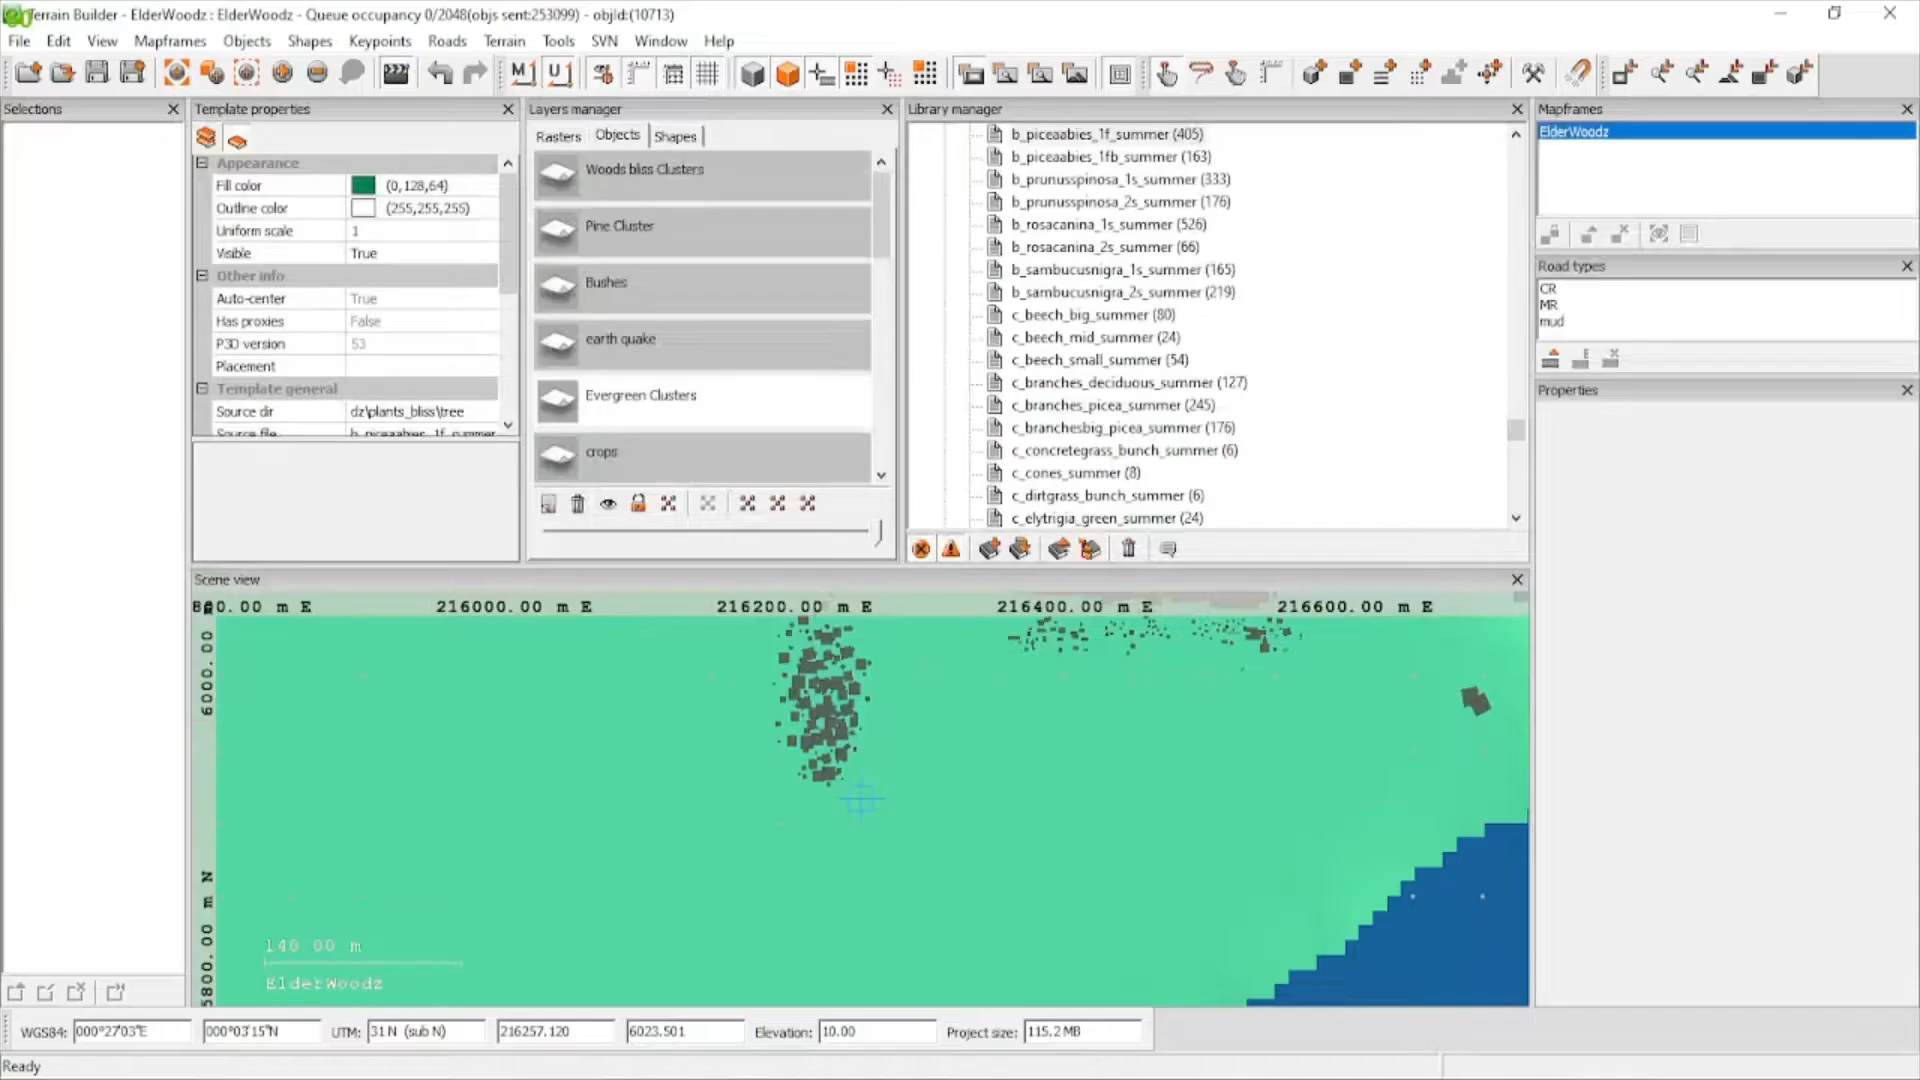 Terrain Builder - ElderWoodz : ElderWoodz - Queue occupancy 0/2048(objs sent:253099) - objId:(10713)
File Edit View Mapframes Objects Shapes Keypoints Roads Terrain Tools SVN Window Help
Selections
Template properties
Appearance
Fill color (0,128,64)
Outline color (255,255,255)
Uniform scale 1
Visible True
Other info
Auto-center True
Has proxies False
P3D version 53
Placement
Template general
Source dir dz\plants_bliss\tree
Source file b_piceaabies_1f_summer
Layers manager
Rasters Objects Shapes
Woods bliss Clusters
Pine Cluster
Bushes
earth quake
Evergreen Clusters
crops
Library manager
b_piceaabies_1f_summer (405)
b_piceaabies_1fb_summer (163)
b_prunusspinosa_1s_summer (333)
b_prunusspinosa_2s_summer (176)
b_rosacanina_1s_summer (526)
b_rosacanina_2s_summer (66)
b_sambucusnigra_1s_summer (165)
b_sambucusnigra_2s_summer (219)
c_beech_big_summer (80)
c_beech_mid_summer (24)
c_beech_small_summer (54)
c_branches_deciduous_summer (127)
c_branches_picea_summer (245)
c_branchesbig_picea_summer (176)
c_concretegrass_bunch_summer (6)
c_cones_summer (8)
c_dirtgrass_bunch_summer (6)
c_elytrigia_green_summer (24)
Mapframes
ElderWoodz
Road types
CR
MR
mud
Properties
Scene view
00.00 m E 216000.00 m E 216200.00 m E 216400.00 m E 216600.00 m E
6000.00
5800.00 m N
140.00 m
ElderWoodz
WGS84: 000°27'03"E 000°03'15"N UTM: 31 N (sub N) 216257.120 6023.501 Elevation: 10.00 Project size: 115.2 MB
Ready